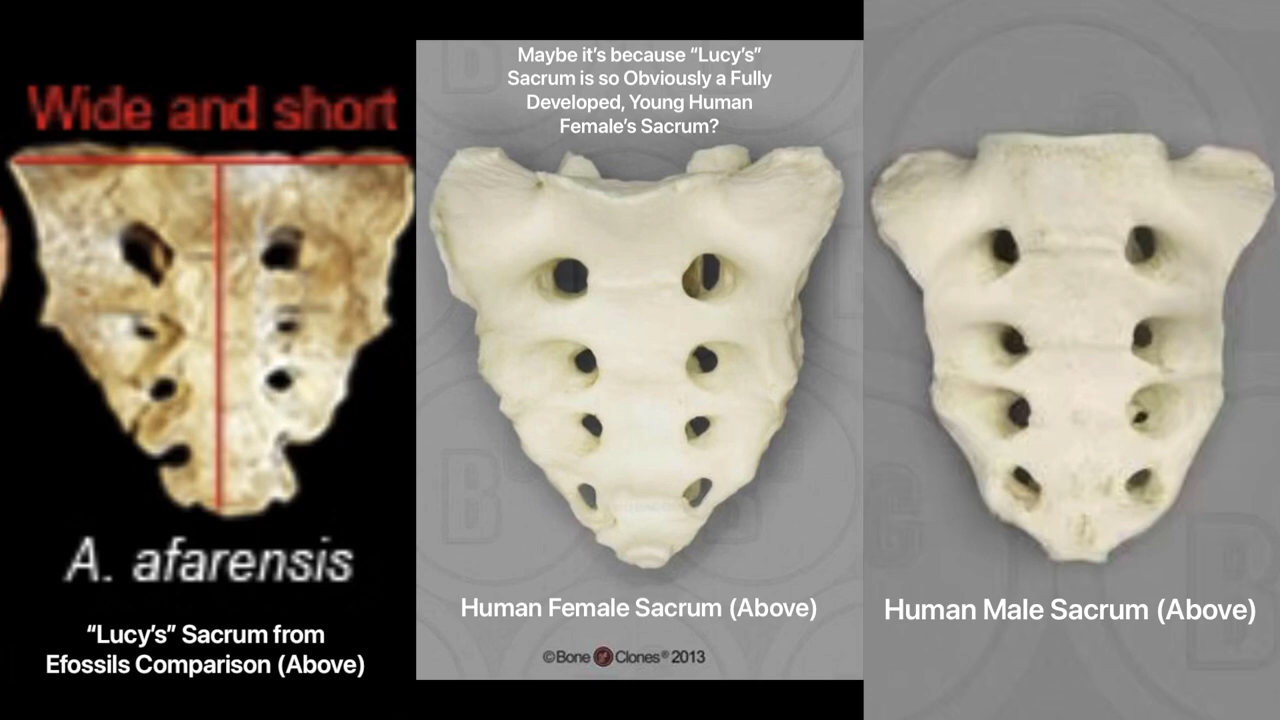 Wide and short
A. afarensis
“Lucy’s” Sacrum from
Efossils Comparison (Above)
Maybe it’s because “Lucy’s”
Sacrum is so Obviously a Fully
Developed, Young Human
Female’s Sacrum?
Human Female Sacrum (Above)
©Bone Clones® 2013
Human Male Sacrum (Above)